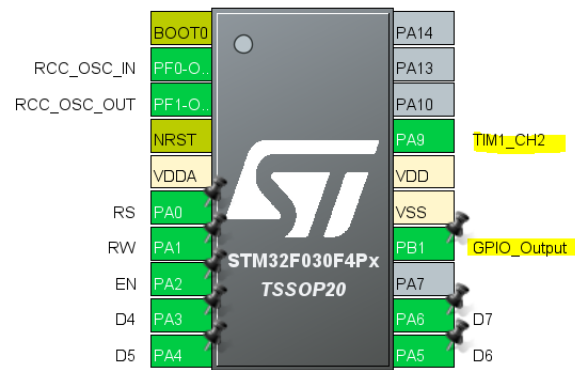 BOOT0 PA14
RCC_OSC_IN PF0-O.. PA13
RCC_OSC_OUT PF1-O.. PA10
NRST PA9 TIM1_CH2
VDDA VDD
RS PA0 VSS
RW PA1 PB1 GPIO_Output
STM32F030F4Px
EN PA2 PA7
TSSOP20
D4 PA3 PA6 D7
D5 PA4 PA5 D6
ST